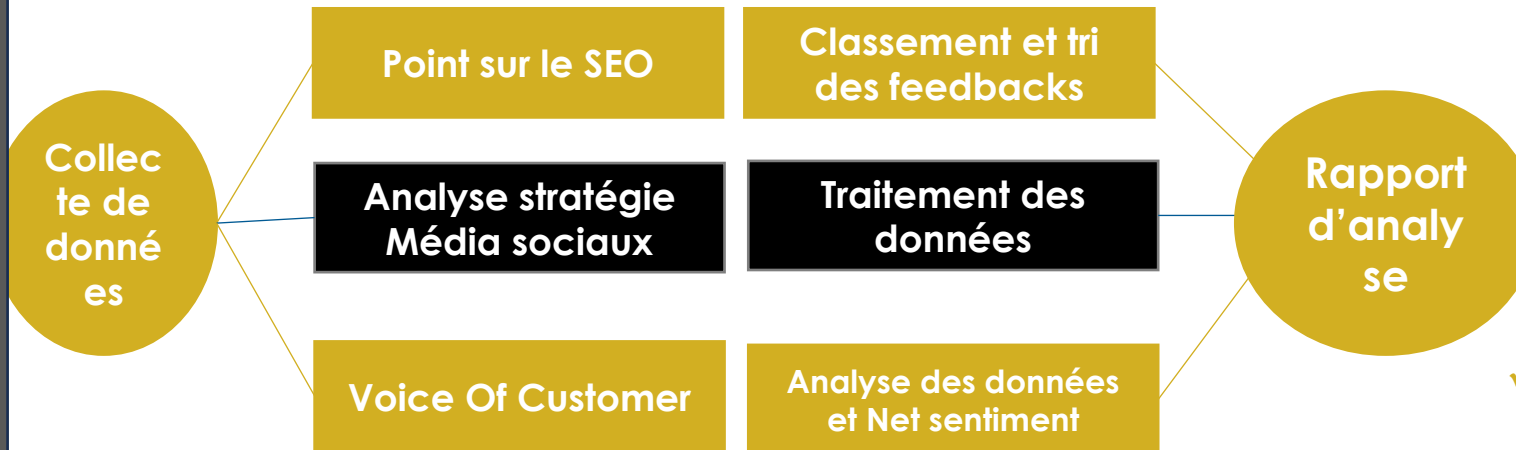 Collec
te de
donné
es
Point sur le SEO
Analyse stratégie
Média sociaux
Voice Of Customer
Classement et tri
des feedbacks
Traitement des
données
Analyse des données
et Net sentiment
Rapport
d’analy
se